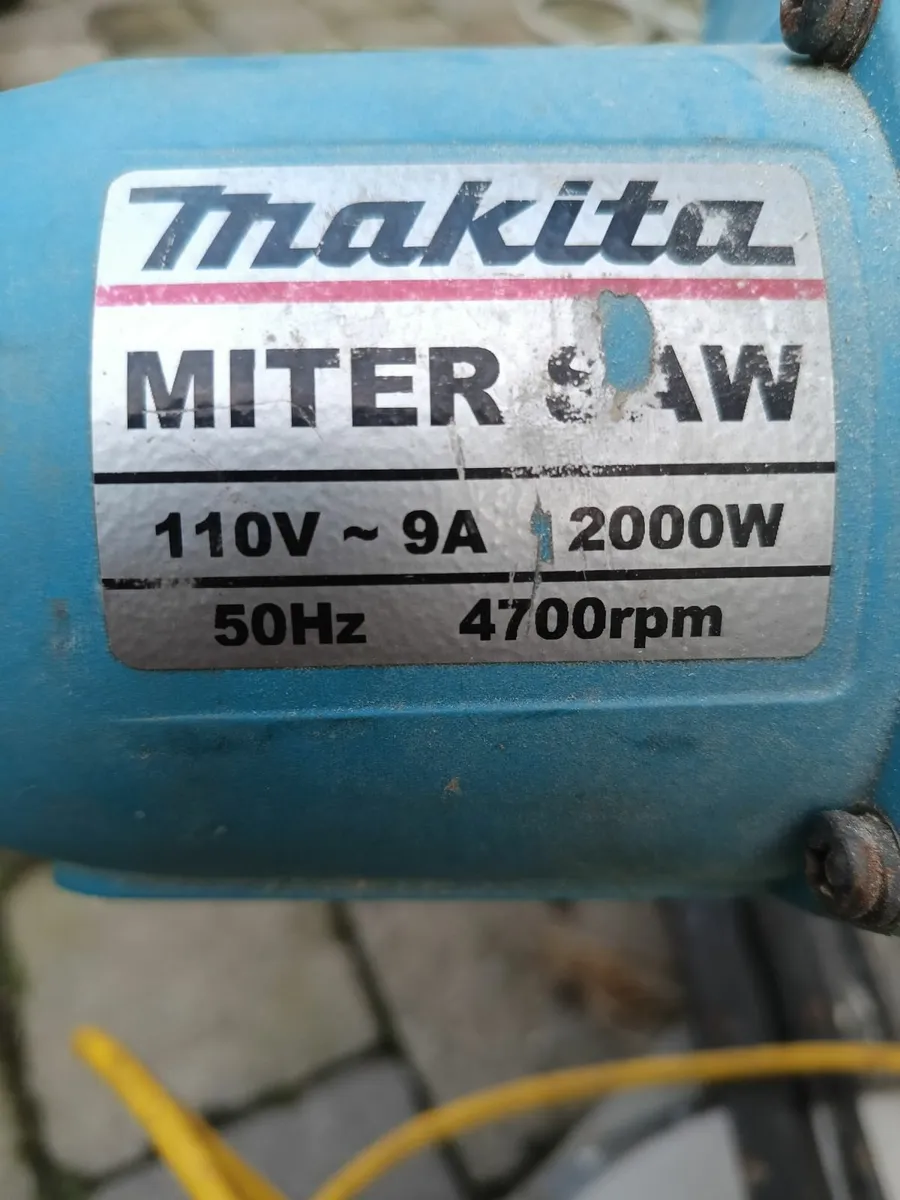 makita
MITER SAW
110V ~ 9A 2000W
50Hz 4700rpm